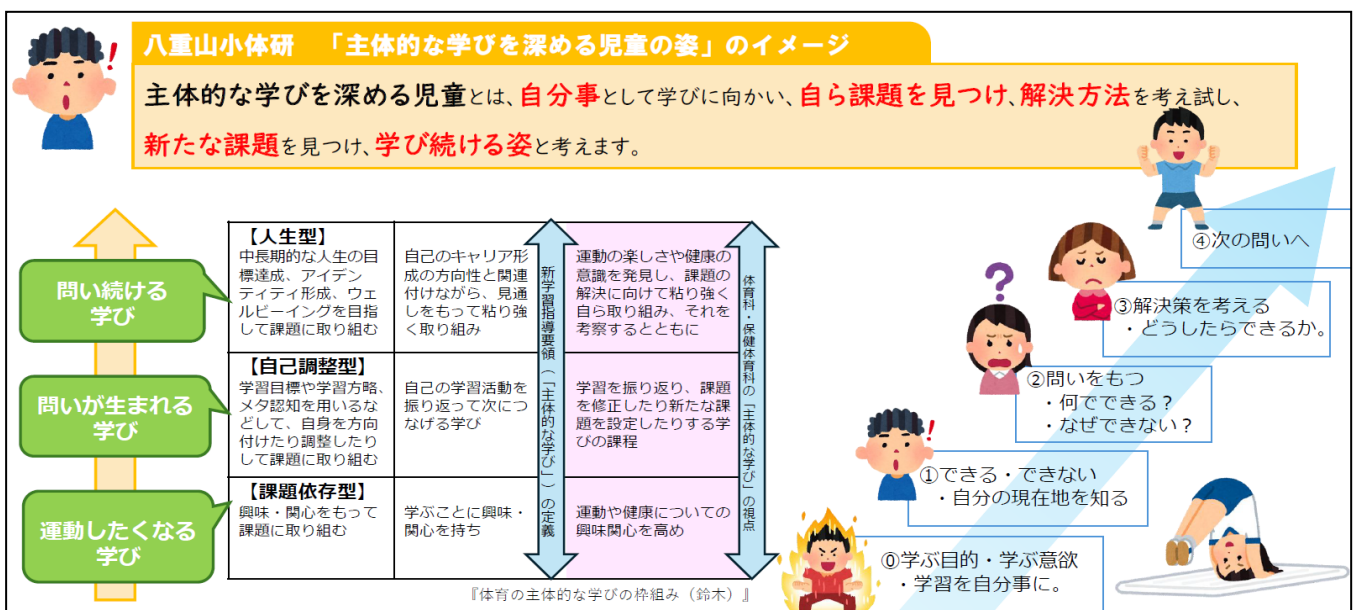 八重山小体研 「主体的な学びを深める児童の姿」のイメージ
主体的な学びを深める児童とは、自分事として学びに向かい、自ら課題を見つけ、解決方法を考え試し、
新たな課題を見つけ、学び続ける姿と考えます。
問い続ける
学び
問いが生まれる
学び
運動したくなる
学び
【人生型】
中長期的な人生の目
標達成、アイデン
ティティ形成、ウェ
ルビーイングを目指
して課題に取り組む
自己のキャリア形
成の方向性と関連
付けながら、見通
しをもって粘り強
く取り組み
運動の楽しさや健康の
意識を発見し、課題の
解決に向けて粘り強く
自ら取り組み、それを
考察するとともに
【自己調整型】
学習目標や学習方略、
メタ認知を用いるな
どして、自身を方向
付けたり調整したり
して課題に取り組む
自己の学習活動を
振り返って次につ
なげる学び
学習を振り返り、課題
を修正したり新たな課
題を設定したりする学
びの課程
【課題依存型】
興味・関心をもって
課題に取り組む
学ぶことに興味・
関心を持ち
運動や健康についての
興味関心を高め
新学習指導要領(「主体的な学び」)の定義
体育科・保健体育科の「主体的な学び」の視点
『体育の主体的な学びの枠組み(鈴木)』
④次の問いへ
③解決策を考える
・どうしたらできるか。
②問いをもつ
・何でできる?
・なぜできない?
①できる・できない
・自分の現在地を知る
⓪学ぶ目的・学ぶ意欲
・学習を自分事に。